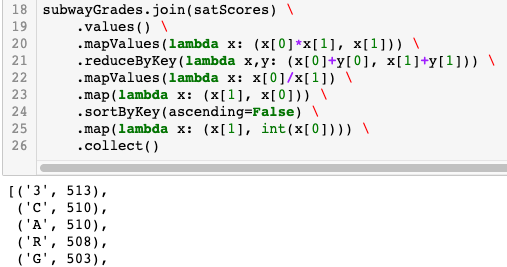 18 subwayGrades.join(satScores) \
19 .values() \
20 .mapValues(lambda x: (x[0]*x[1], x[1])) \
21 .reduceByKey(lambda x,y: (x[0]+y[0], x[1]+y[1])) \
22 .mapValues(lambda x: x[0]/x[1]) \
23 .map(lambda x: (x[1], x[0])) \
24 .sortByKey(ascending=False) \
25 .map(lambda x: (x[1], int(x[0]))) \
26 .collect()
[('3', 513),
('C', 510),
('A', 510),
('R', 508),
('G', 503),